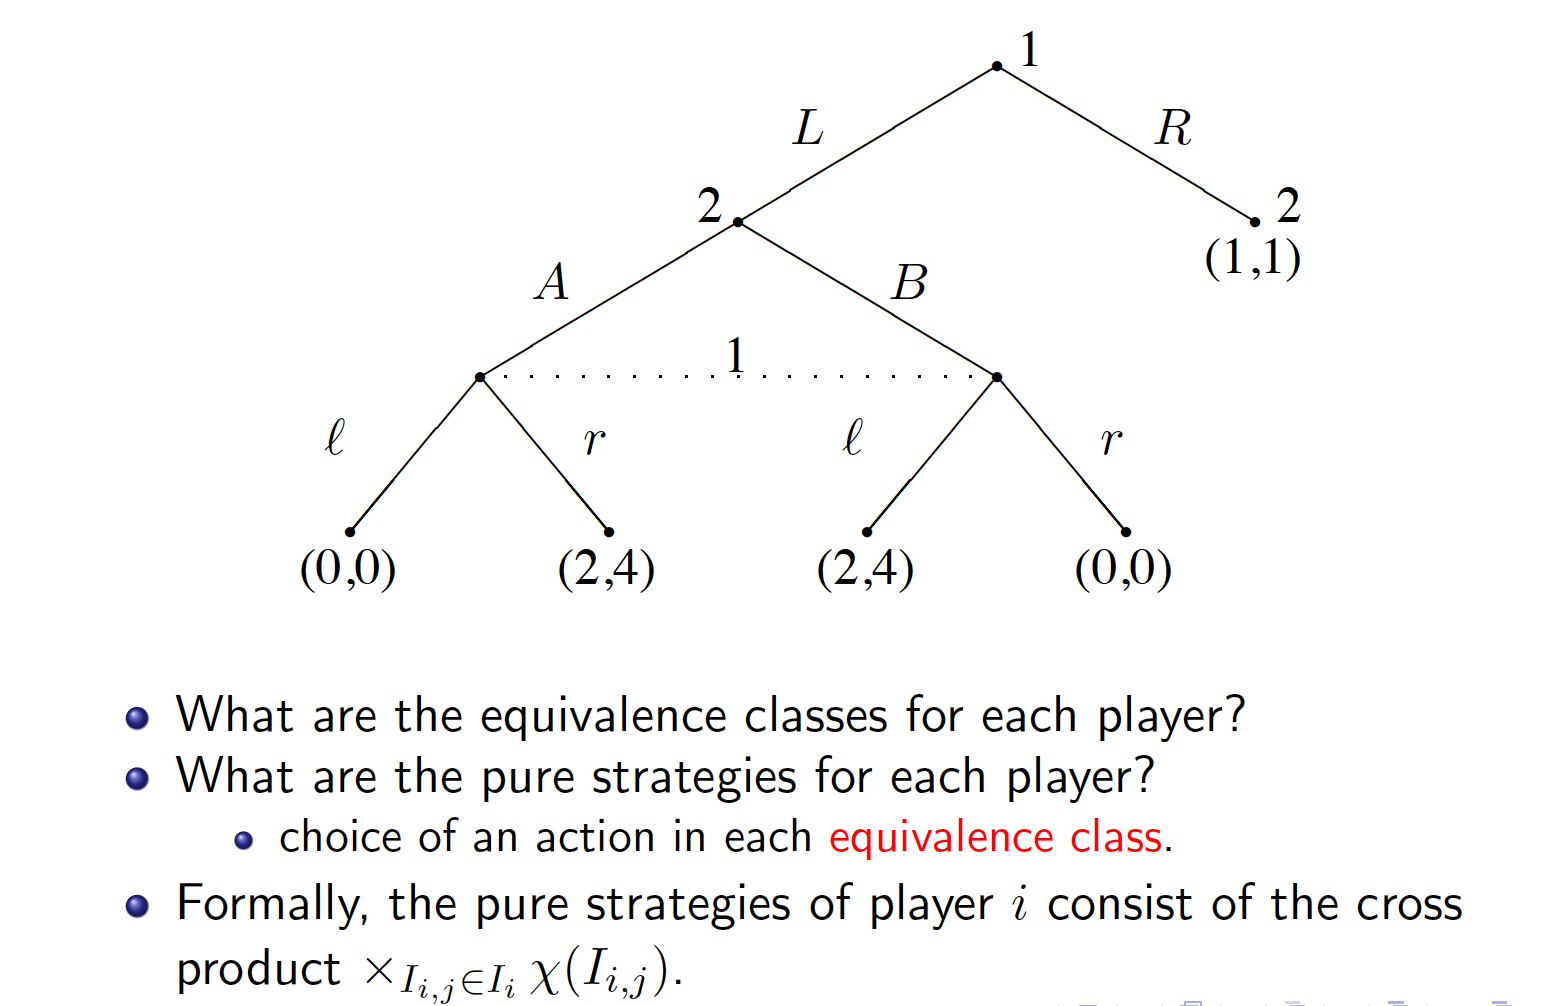 1
L R
2 2
(1,1)
A B
1
ℓ r ℓ r
(0,0) (2,4) (2,4) (0,0)
What are the equivalence classes for each player?
What are the pure strategies for each player?
choice of an action in each equivalence class.
Formally, the pure strategies of player i consist of the cross
product ×_{I_{i,j}∈I_i} χ(I_{i,j}).